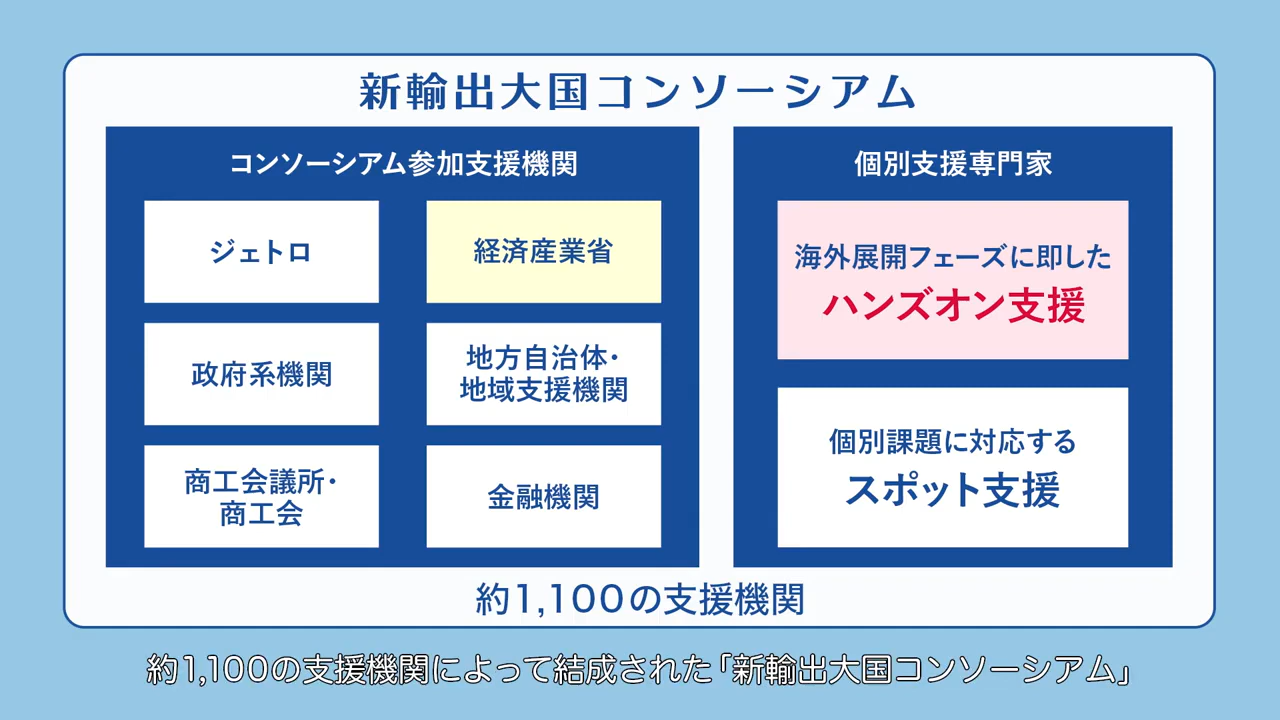 新輸出大国コンソーシアム
コンソーシアム参加支援機関
ジェトロ
経済産業省
政府系機関
地方自治体・
地域支援機関
商工会議所・
商工会
金融機関
個別支援専門家
海外展開フェーズに即した
ハンズオン支援
個別課題に対応する
スポット支援
約1,100の支援機関
約1,100の支援機関によって結成された「新輸出大国コンソーシアム」